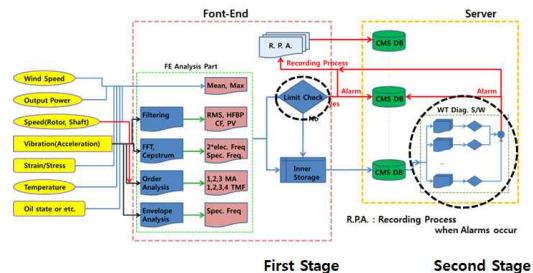 Font-End
Server
R. P. A.
CMS DB
Recording Process
FE Analysis Part
Wind Speed
Mean, Max
Limit Check
Alarm
CMS DB
Alarm
Output Power
yes
WT Diag. S/W
Speed(Rotor, Shaft)
Filtering
RMS, HFBP
CF, PV
No
Vibration(Acceleration)
FFT,
Cepstrum
2*elec. Freq
Spec. Freq.
Strain/Stress
Inner
Storage
CMS DB
...
Temperature
Order
Analysis
1,2,3 MA
1,2,3,4 TMF
Oil state or etc.
Envelope
Analysis
Spec. Freq
R.P.A. : Recording Process
when Alarms occur
First Stage
Second Stage